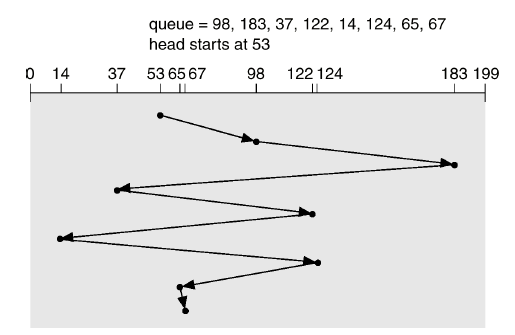 queue = 98, 183, 37, 122, 14, 124, 65, 67
head starts at 53
0 14 37 53 65 67 98 122 124 183 199